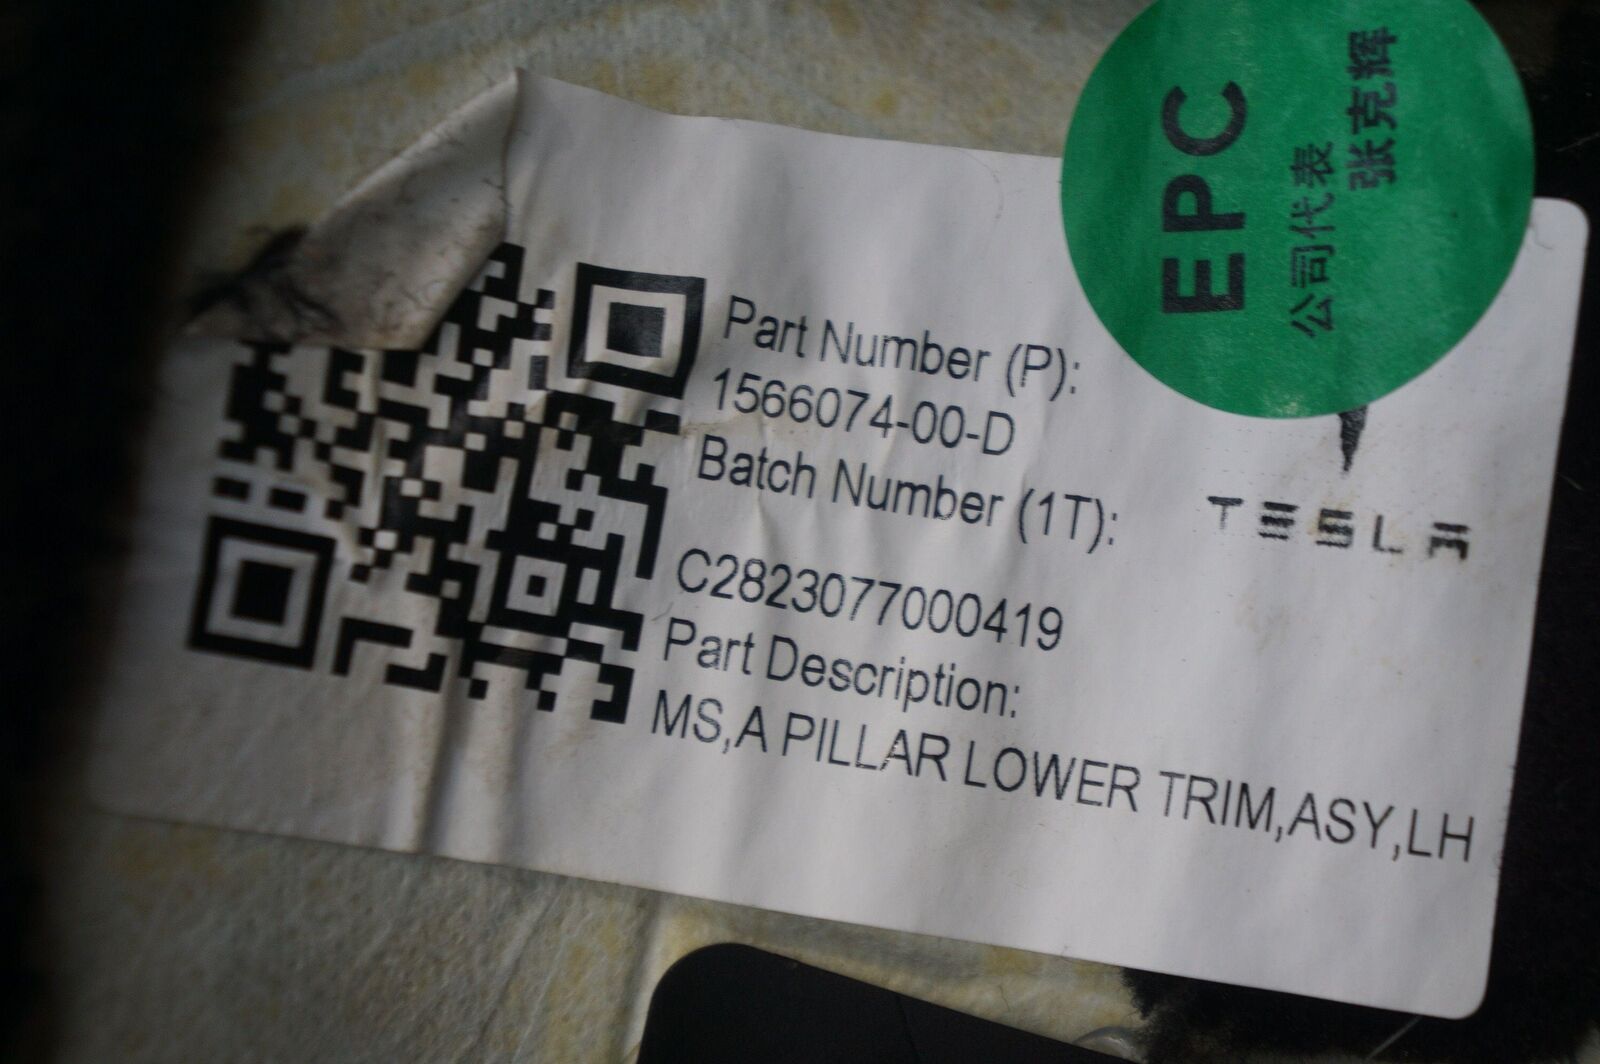 Part Number (P):
1566074-00-D
Batch Number (1T):
C2823077000419
Part Description:
MS,A PILLAR LOWER TRIM,ASY,LH
TESLA
EPC
公司代表
张克辉